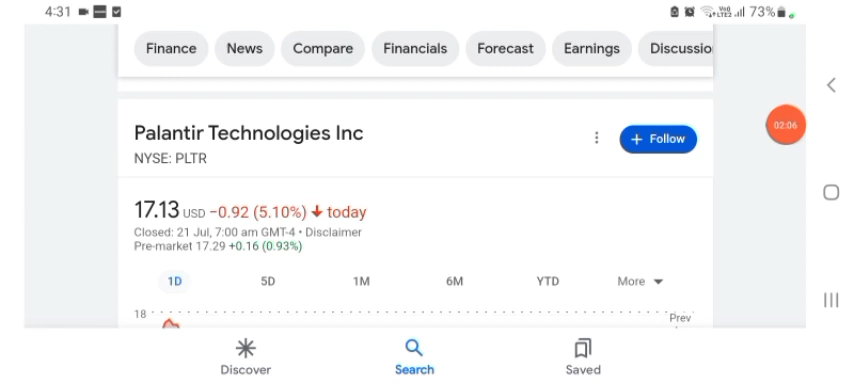 4:31
73%
Finance News Compare Financials Forecast Earnings Discussio
Palantir Technologies Inc
NYSE: PLTR
+ Follow
02:06
17.13 USD −0.92 (5.10%) ↓ today
Closed: 21 Jul, 7:00 am GMT-4 • Disclaimer
Pre-market 17.29 +0.16 (0.93%)
1D 5D 1M 6M YTD More
18
Prev
Discover Search Saved